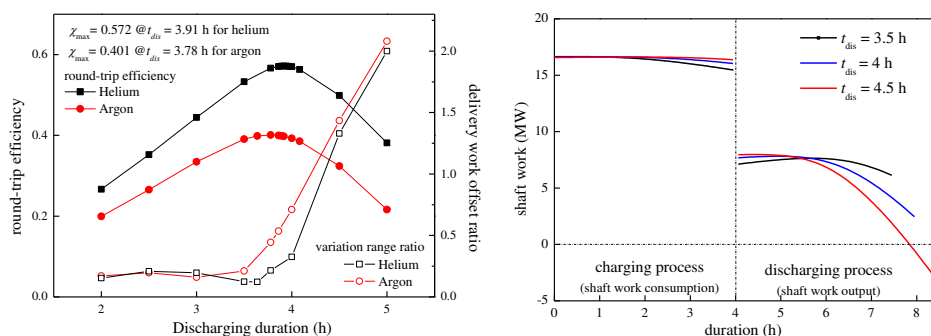 χmax= 0.572 @tdis = 3.91 h for helium
χmax= 0.401 @tdis = 3.78 h for argon
round-trip efficiency
Helium
Argon
variation range ratio
Helium
Argon
0.6
0.4
0.2
0.0
round-trip efficiency
2.0
1.5
1.0
0.5
0.0
delivery work offset ratio
2 3 4 5
Discharging duration (h)
tdis = 3.5 h
tdis = 4 h
tdis = 4.5 h
20
15
10
5
0
-5
shaft work (MW)
charging process
(shaft work consumption)
discharging process
(shaft work output)
0 1 2 3 4 5 6 7 8
duration (h)